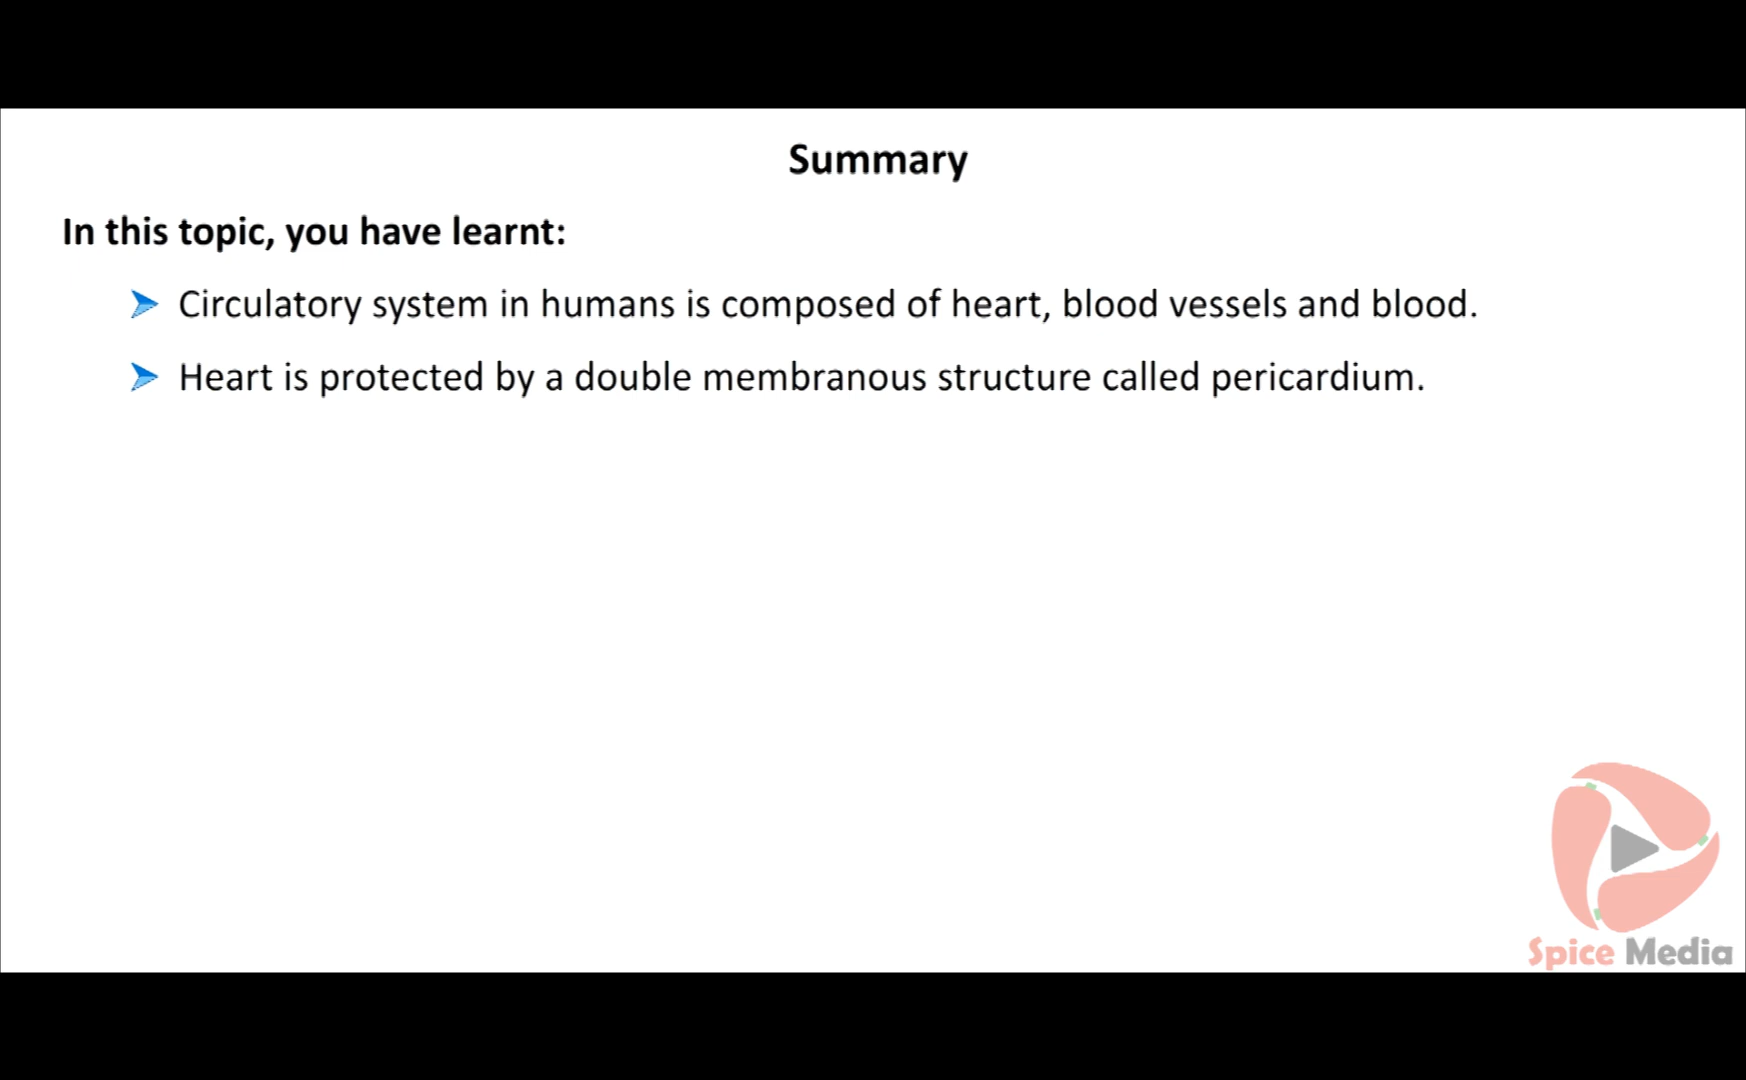 Summary
In this topic, you have learnt:
Circulatory system in humans is composed of heart, blood vessels and blood.
Heart is protected by a double membranous structure called pericardium.
Spice Media